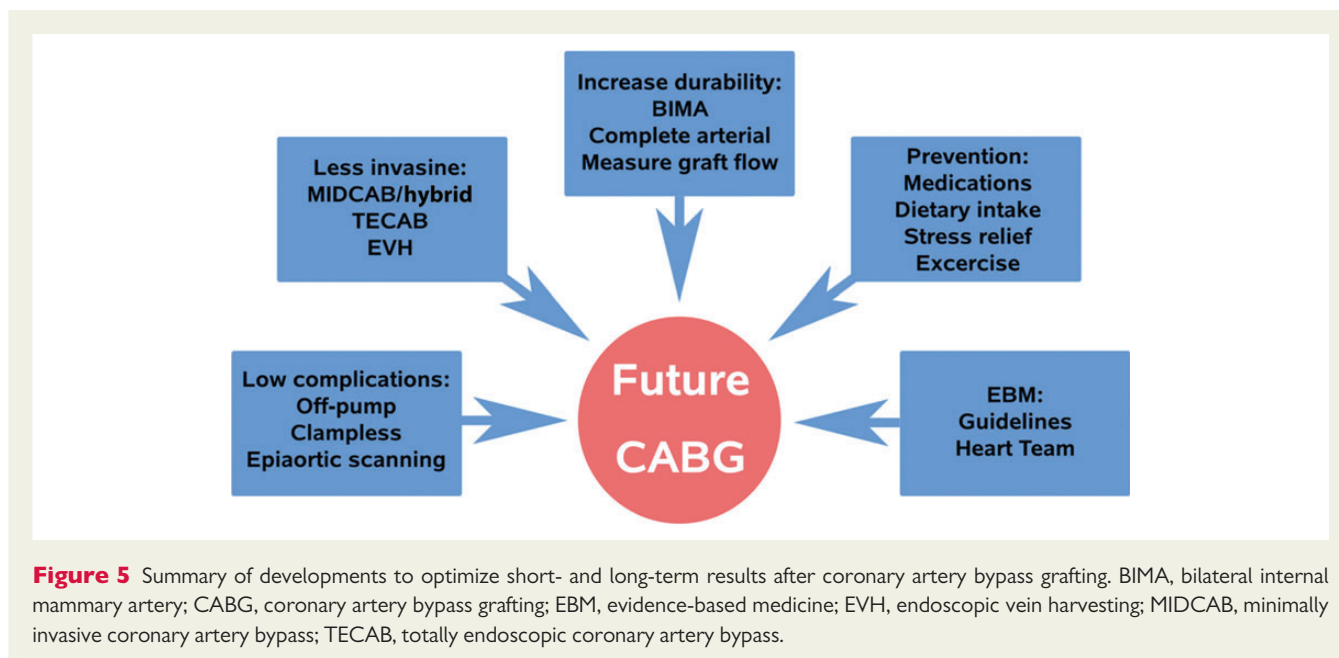 Increase durability:
BIMA
Complete arterial
Measure graft flow
Less invasine:
MIDCAB/hybrid
TECAB
EVH
Prevention:
Medications
Dietary intake
Stress relief
Excercise
Low complications:
Off-pump
Clampless
Epiaortic scanning
Future
CABG
EBM:
Guidelines
Heart Team
Figure 5 Summary of developments to optimize short- and long-term results after coronary artery bypass grafting. BIMA, bilateral internal
mammary artery; CABG, coronary artery bypass grafting; EBM, evidence-based medicine; EVH, endoscopic vein harvesting; MIDCAB, minimally
invasive coronary artery bypass; TECAB, totally endoscopic coronary artery bypass.